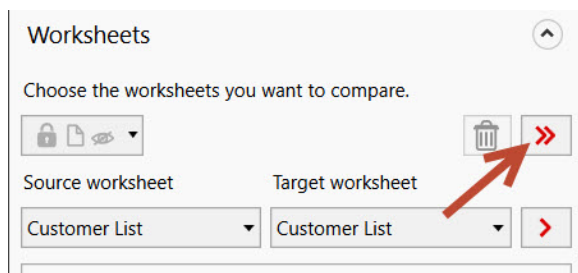 Worksheets
Choose the worksheets you want to compare.
Source worksheet Target worksheet
Customer List Customer List